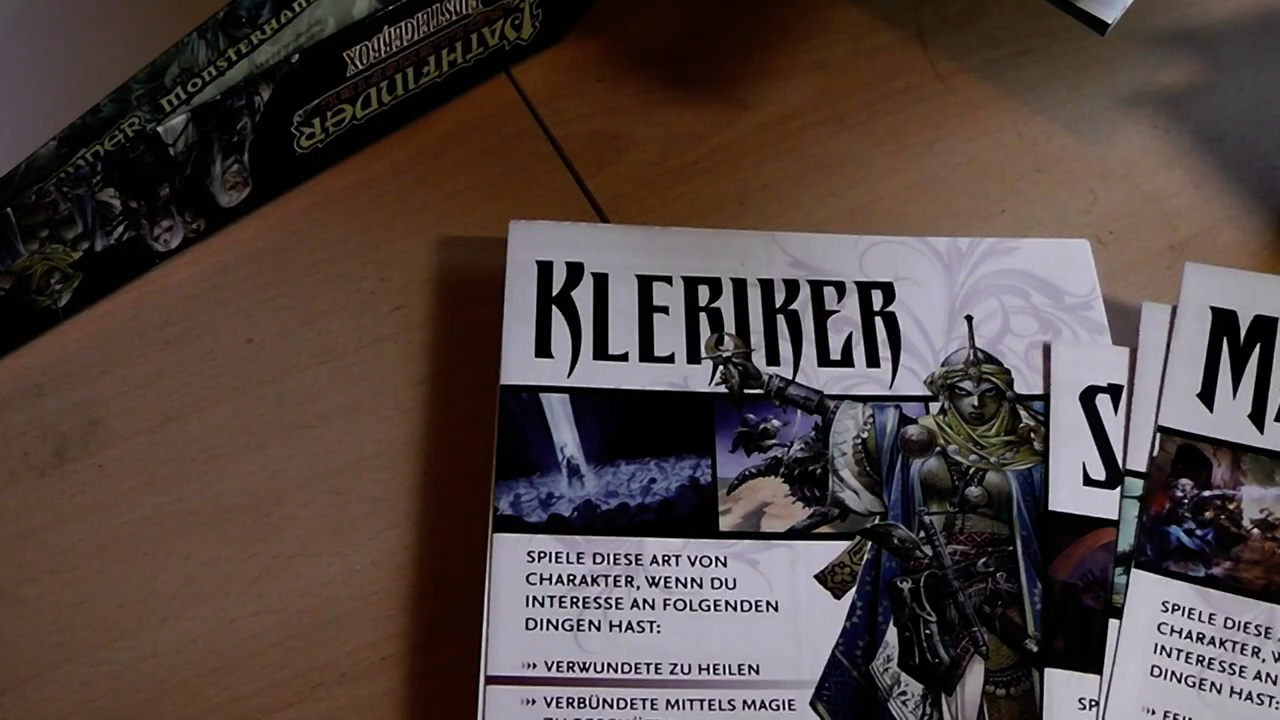 PATHFINDER
EINSTEIGERBOX
KLERIKER
SPIELE DIESE ART VON
CHARAKTER, WENN DU
INTERESSE AN FOLGENDEN
DINGEN HAST:
VERWUNDETE ZU HEILEN
VERBÜNDETE MITTELS MAGIE
S
SP
M
SPIELE DIESE
CHARAKTER, W
INTERESSE AN
DINGEN HAST: